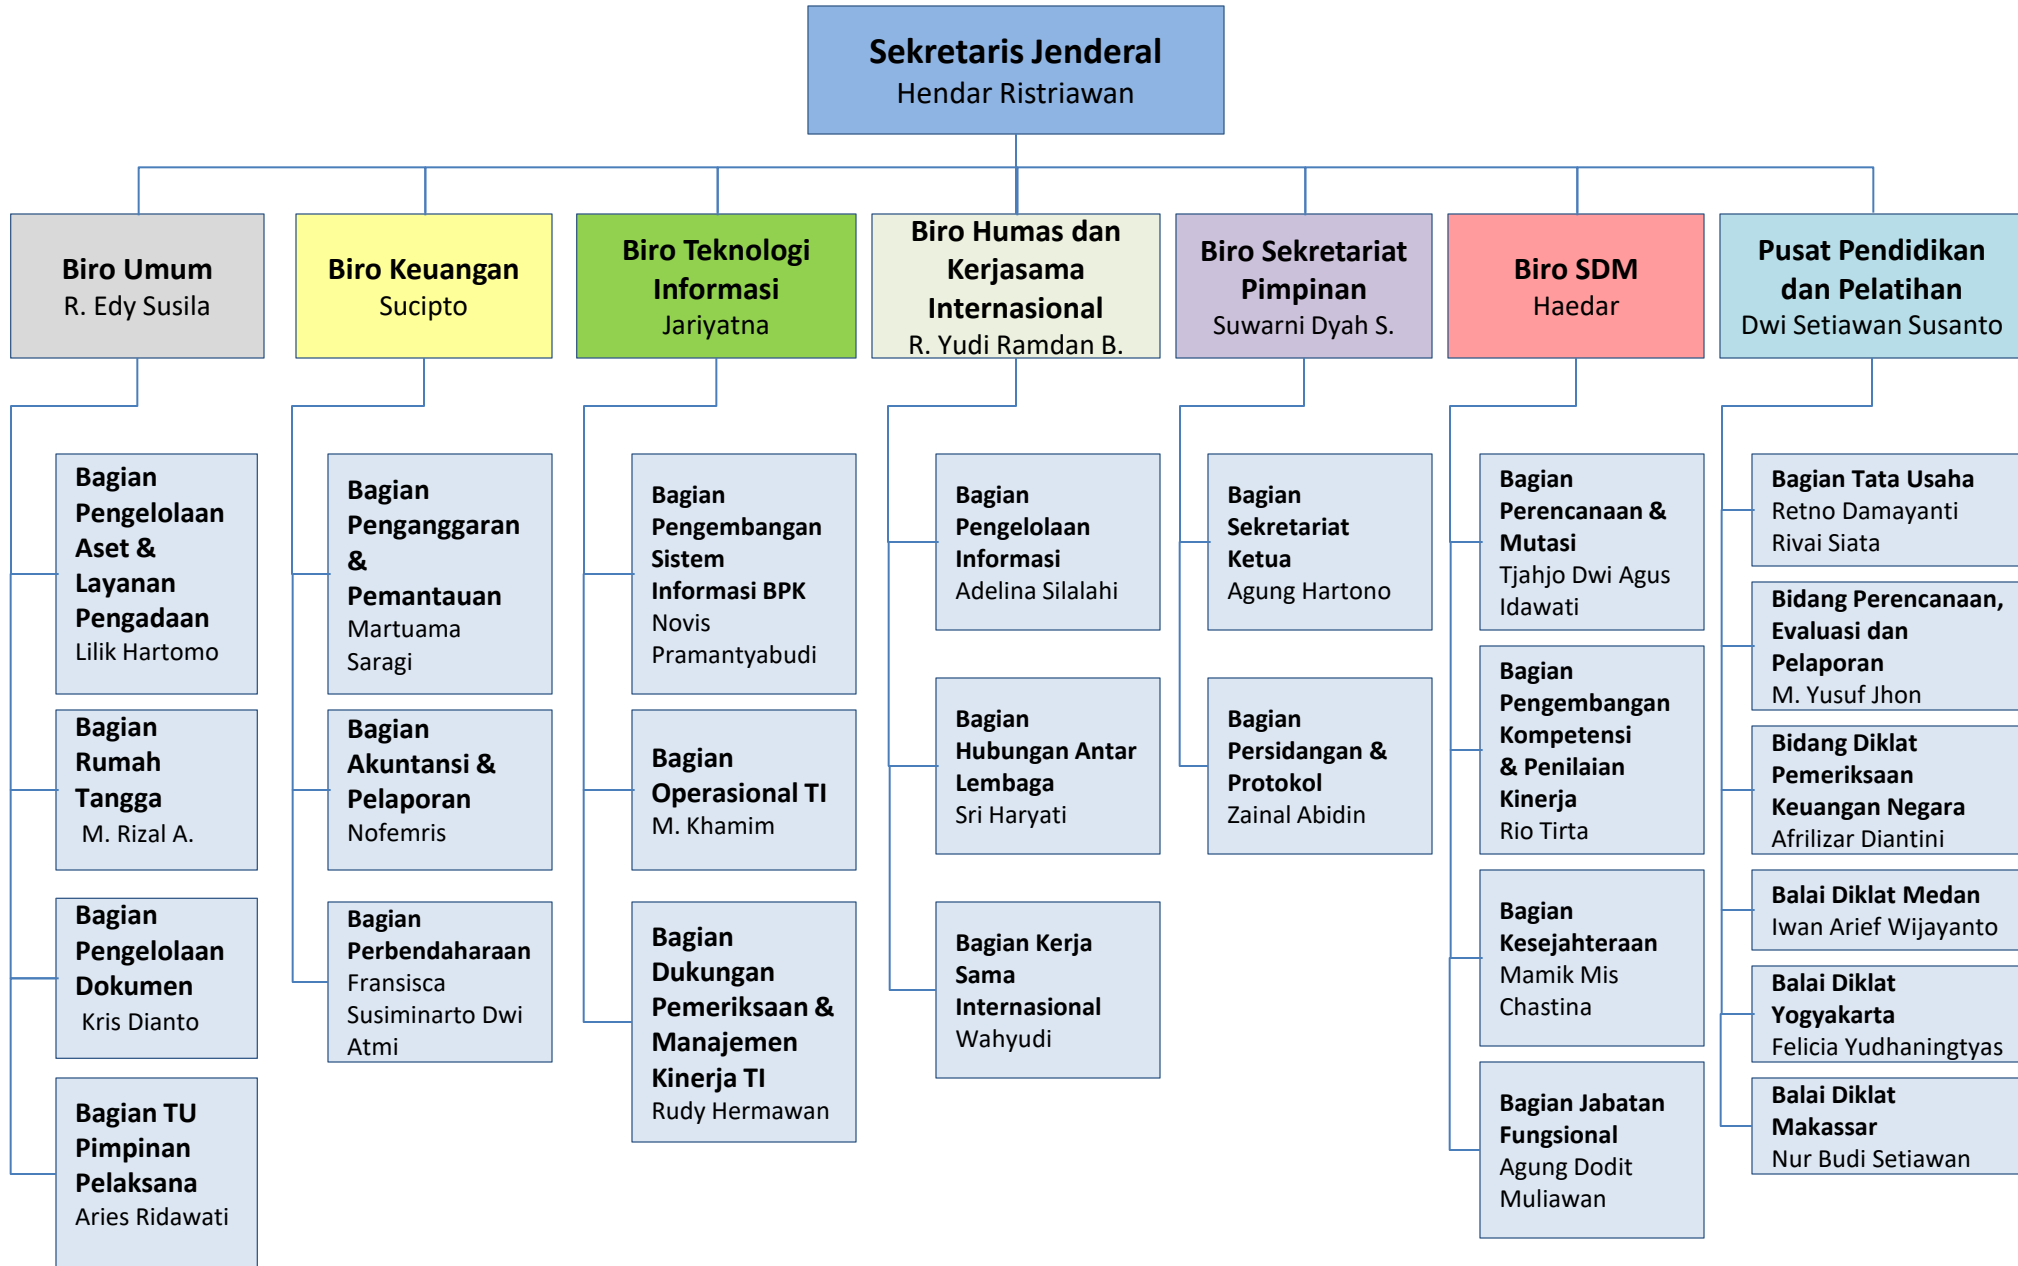 Sekretaris Jenderal
Hendar Ristriawan
Biro Umum
R. Edy Susila
Biro Keuangan
Sucipto
Biro Teknologi
Informasi
Jariyatna
Biro Humas dan
Kerjasama
Internasional
R. Yudi Ramdan B.
Biro Sekretariat
Pimpinan
Suwarni Dyah S.
Biro SDM
Haedar
Pusat Pendidikan
dan Pelatihan
Dwi Setiawan Susanto
Bagian
Pengelolaan
Aset &
Layanan
Pengadaan
Lilik Hartomo
Bagian
Rumah
Tangga
M. Rizal A.
Bagian
Pengelolaan
Dokumen
Kris Dianto
Bagian TU
Pimpinan
Pelaksana
Aries Ridawati
Bagian
Penganggaran
&
Pemantauan
Martuama
Saragi
Bagian
Akuntansi &
Pelaporan
Nofemris
Bagian
Perbendaharaan
Fransisca
Susiminarto Dwi
Atmi
Bagian
Pengembangan
Sistem
Informasi BPK
Novis
Pramantyabudi
Bagian
Operasional TI
M. Khamim
Bagian
Dukungan
Pemeriksaan &
Manajemen
Kinerja TI
Rudy Hermawan
Bagian
Pengelolaan
Informasi
Adelina Silalahi
Bagian
Hubungan Antar
Lembaga
Sri Haryati
Bagian Kerja
Sama
Internasional
Wahyudi
Bagian
Sekretariat
Ketua
Agung Hartono
Bagian
Persidangan &
Protokol
Zainal Abidin
Bagian
Perencanaan &
Mutasi
Tjahjo Dwi Agus
Idawati
Bagian
Pengembangan
Kompetensi
& Penilaian
Kinerja
Rio Tirta
Bagian
Kesejahteraan
Mamik Mis
Chastina
Bagian Jabatan
Fungsional
Agung Dodit
Muliawan
Bagian Tata Usaha
Retno Damayanti
Rivai Siata
Bidang Perencanaan,
Evaluasi dan
Pelaporan
M. Yusuf Jhon
Bidang Diklat
Pemeriksaan
Keuangan Negara
Afrilizar Diantini
Balai Diklat Medan
Iwan Arief Wijayanto
Balai Diklat
Yogyakarta
Felicia Yudhaningtyas
Balai Diklat
Makassar
Nur Budi Setiawan